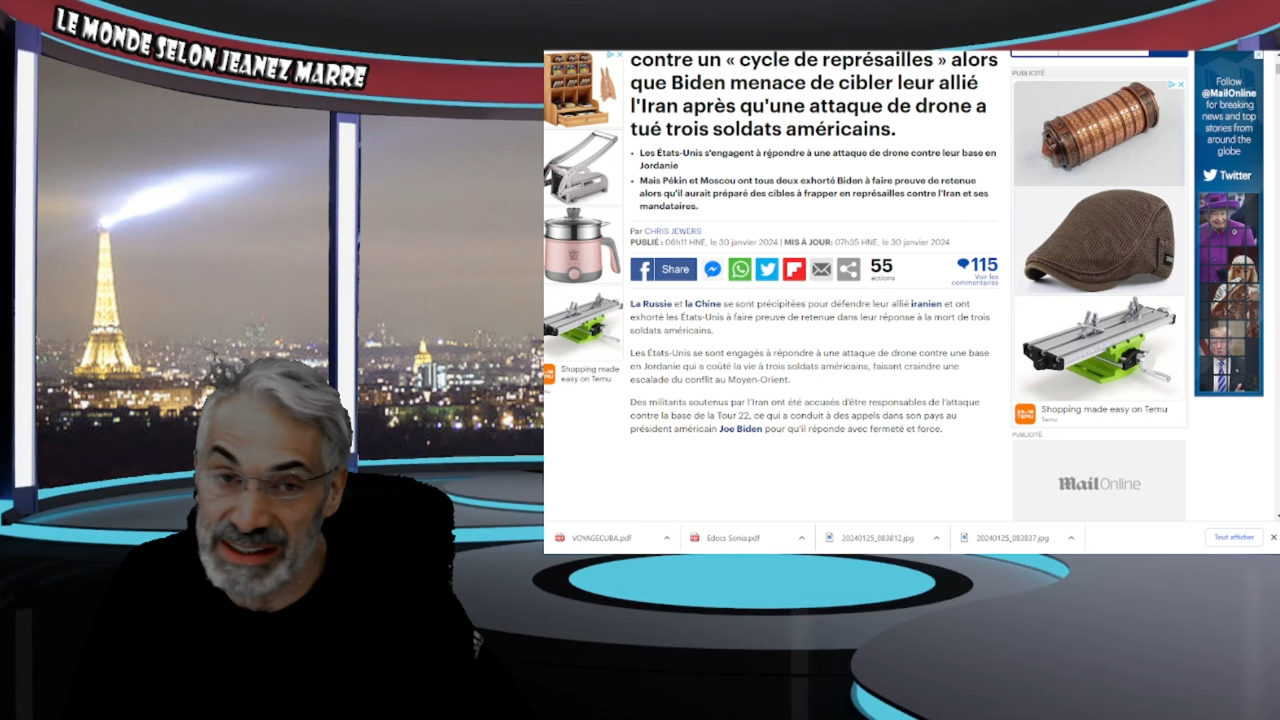 LE MONDE SELON JEANEZ MARRE
contre un « cycle de représailles » alors
que Biden menace de cibler leur allié
l'Iran après qu'une attaque de drone a
tué trois soldats américains.
Les États-Unis s'engagent à répondre à une attaque de drone contre leur base en
Jordanie
Mais Pékin et Moscou ont tous deux exhorté Biden à faire preuve de retenue
alors qu'il aurait préparé des cibles à frapper en représailles contre l'Iran et ses
mandataires.
Par CHRIS JEWERS
PUBLIÉ : 06h11 HNE, le 30 janvier 2024 | MIS À JOUR: 07h35 HNE, le 30 janvier 2024
Share
55
actions
115
Voir les
commentaires
La Russie et la Chine se sont précipitées pour défendre leur allié iranien et ont
exhorté les États-Unis à faire preuve de retenue dans leur réponse à la mort de trois
soldats américains.
Les États-Unis se sont engagés à répondre à une attaque de drone contre une base
en Jordanie qui a coûté la vie à trois soldats américains, faisant craindre une
escalade du conflit au Moyen-Orient.
Des militants soutenus par l'Iran ont été accusés d'être responsables de l'attaque
contre la base de la Tour 22, ce qui a conduit à des appels dans son pays au
président américain Joe Biden pour qu'il réponde avec fermeté et force.
Shopping made
easy on Temu
PUBLICITÉ
TEMU
Shopping made easy on Temu
Temu
PUBLICITÉ
MailOnline
Follow
@MailOnline
for breaking
news and top
stories from
around the
globe
Twitter
VOYAGECUBA.pdf
Edocs Sonia.pdf
20240125_083812.jpg
20240125_083837.jpg
Tout afficher